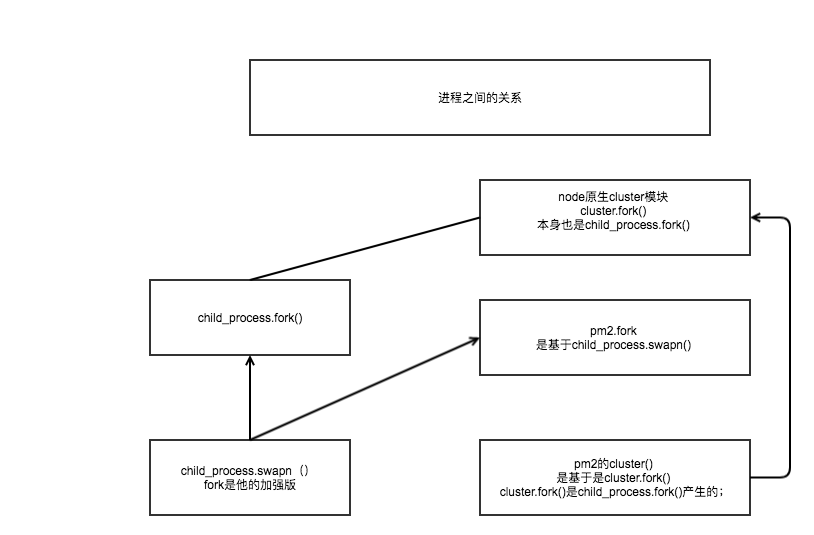 进程之间的关系
node原生cluster模块
cluster.fork()
本身也是child_process.fork()
child_process.fork()
pm2.fork
是基于child_process.swapn()
child_process.swapn（）
fork是他的加强版
pm2的cluster()
是基于是cluster.fork()
cluster.fork()是child_process.fork()产生的；